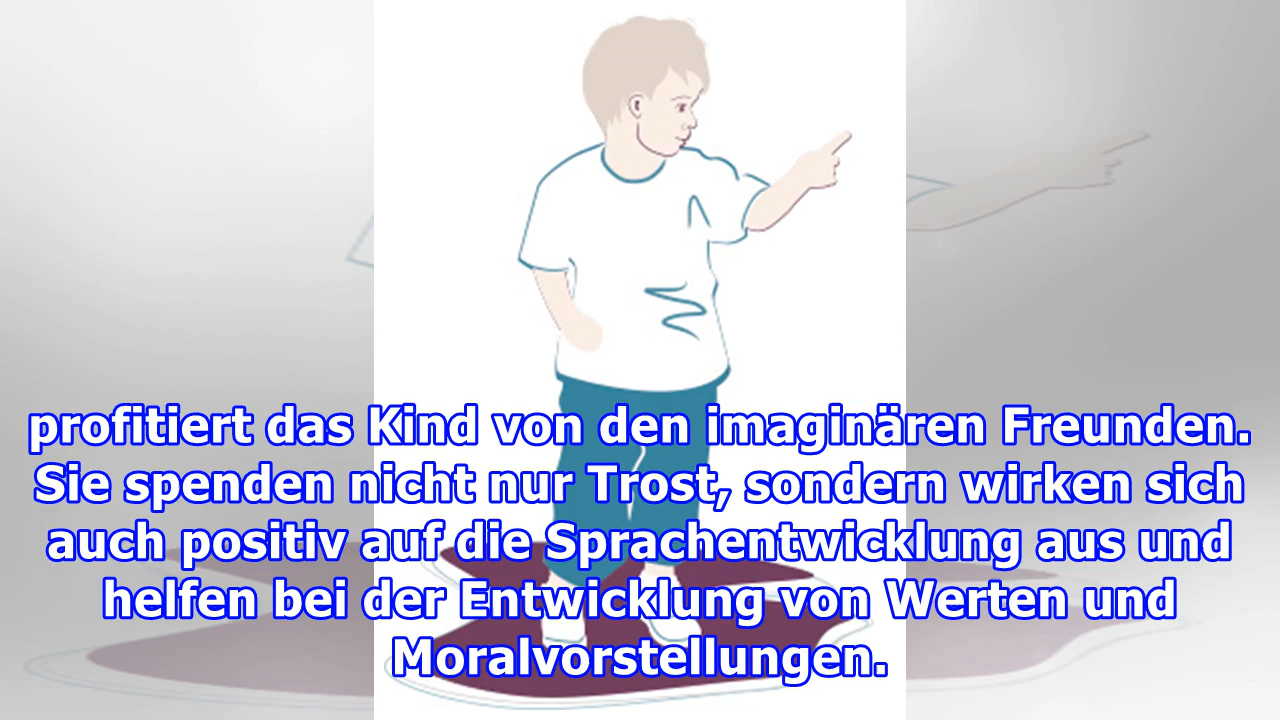 profitiert das Kind von den imaginären Freunden.
Sie spenden nicht nur Trost, sondern wirken sich
auch positiv auf die Sprachentwicklung aus und
helfen bei der Entwicklung von Werten und
Moralvorstellungen.